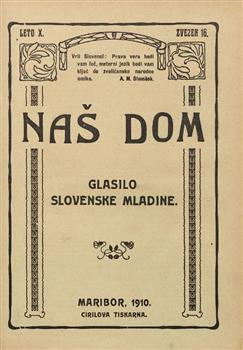 LETO X.
ZVEZEK 16.
Vrli Slovenci! Prava vera bodi
vam luč, materni jezik bodi vam
ključ do zveličanske narodne
omike. A. M. Slomšek.
NAŠ DOM
GLASILO
SLOVENSKE MLADINE.
MARIBOR, 1910.
CIRILOVA TISKARNA.